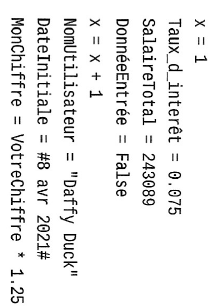 X = 1
Taux_d_interêt = 0.075
SalaireTotal = 243089
DonnéeEntrée = False
X = X + 1
NomUtilisateur = "Daffy Duck"
DateInitiale = #8 avr 2021#
MonChiffre = VotreChiffre * 1.25